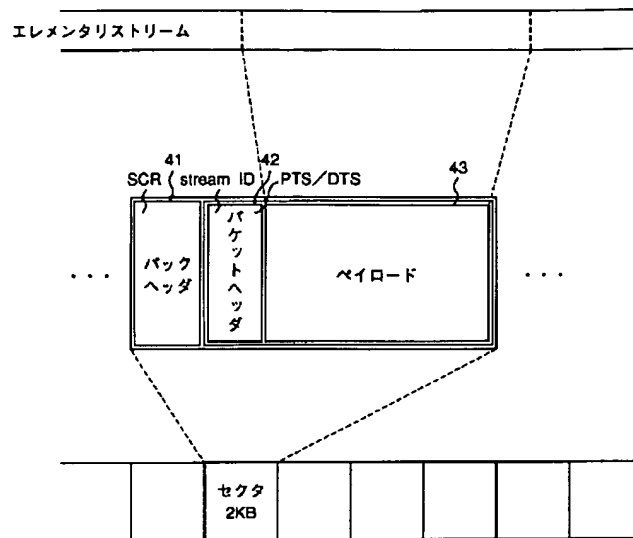 エレメンタリストリーム
41
42
43
SCR
stream ID
PTS/DTS
パック
ヘッダ
パケットヘッダ
ペイロード
...
...
セクタ
2KB